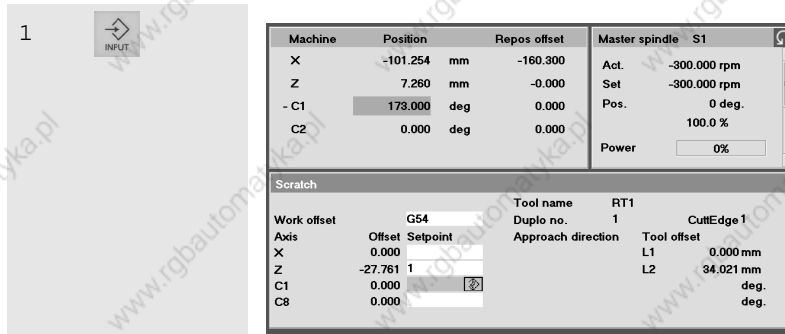 1 INPUT
Machine Position Repos offset
X -101.254 mm -160.300
Z 7.260 mm -0.000
- C1 173.000 deg 0.000
C2 0.000 deg 0.000
Master spindle S1
Act. -300.000 rpm
Set -300.000 rpm
Pos. 0 deg.
100.0 %
Power 0%
Scratch
Tool name RT1
Work offset G54 Duplo no. 1 CuttEdge 1
Axis Offset Setpoint Approach direction Tool offset
X 0.000 L1 0.000 mm
Z -27.761 1 L2 34.021 mm
C1 0.000 deg.
C8 0.000 deg.
www.rgbautomatyka.pl